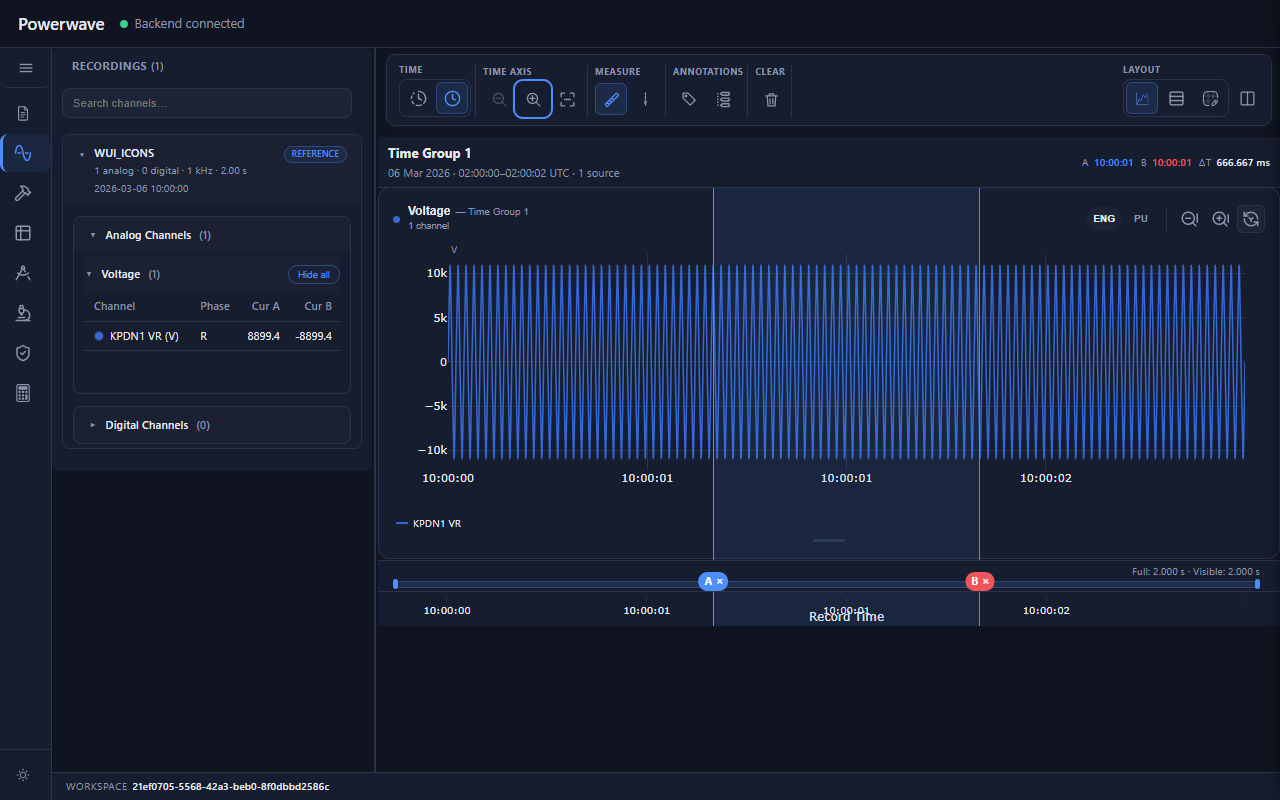 Powerwave
Backend connected
RECORDINGS (1)
Search channels...
WUI_ICONS
REFERENCE
1 analog · 0 digital · 1 kHz · 2.00 s
2026-03-06 10:00:00
Analog Channels (1)
Voltage (1)
Hide all
Channel Phase Cur A Cur B
KPDN1 VR (V) R 8899.4 -8899.4
Digital Channels (0)
TIME
TIME AXIS
MEASURE
ANNOTATIONS
CLEAR
LAYOUT
Time Group 1
06 Mar 2026 · 02:00:00–02:00:02 UTC · 1 source
A 10:00:01 B 10:00:01 ΔT 666.667 ms
Voltage — Time Group 1
1 channel
ENG PU
V
10k
5k
0
−5k
−10k
10:00:00 10:00:01 10:00:01 10:00:02
KPDN1 VR
Full: 2.000 s · Visible: 2.000 s
A ×
B ×
10:00:00 10:00:01 10:00:01 10:00:02
Record Time
WORKSPACE 21ef0705-5568-42a3-beb0-8f0dbbd2586c